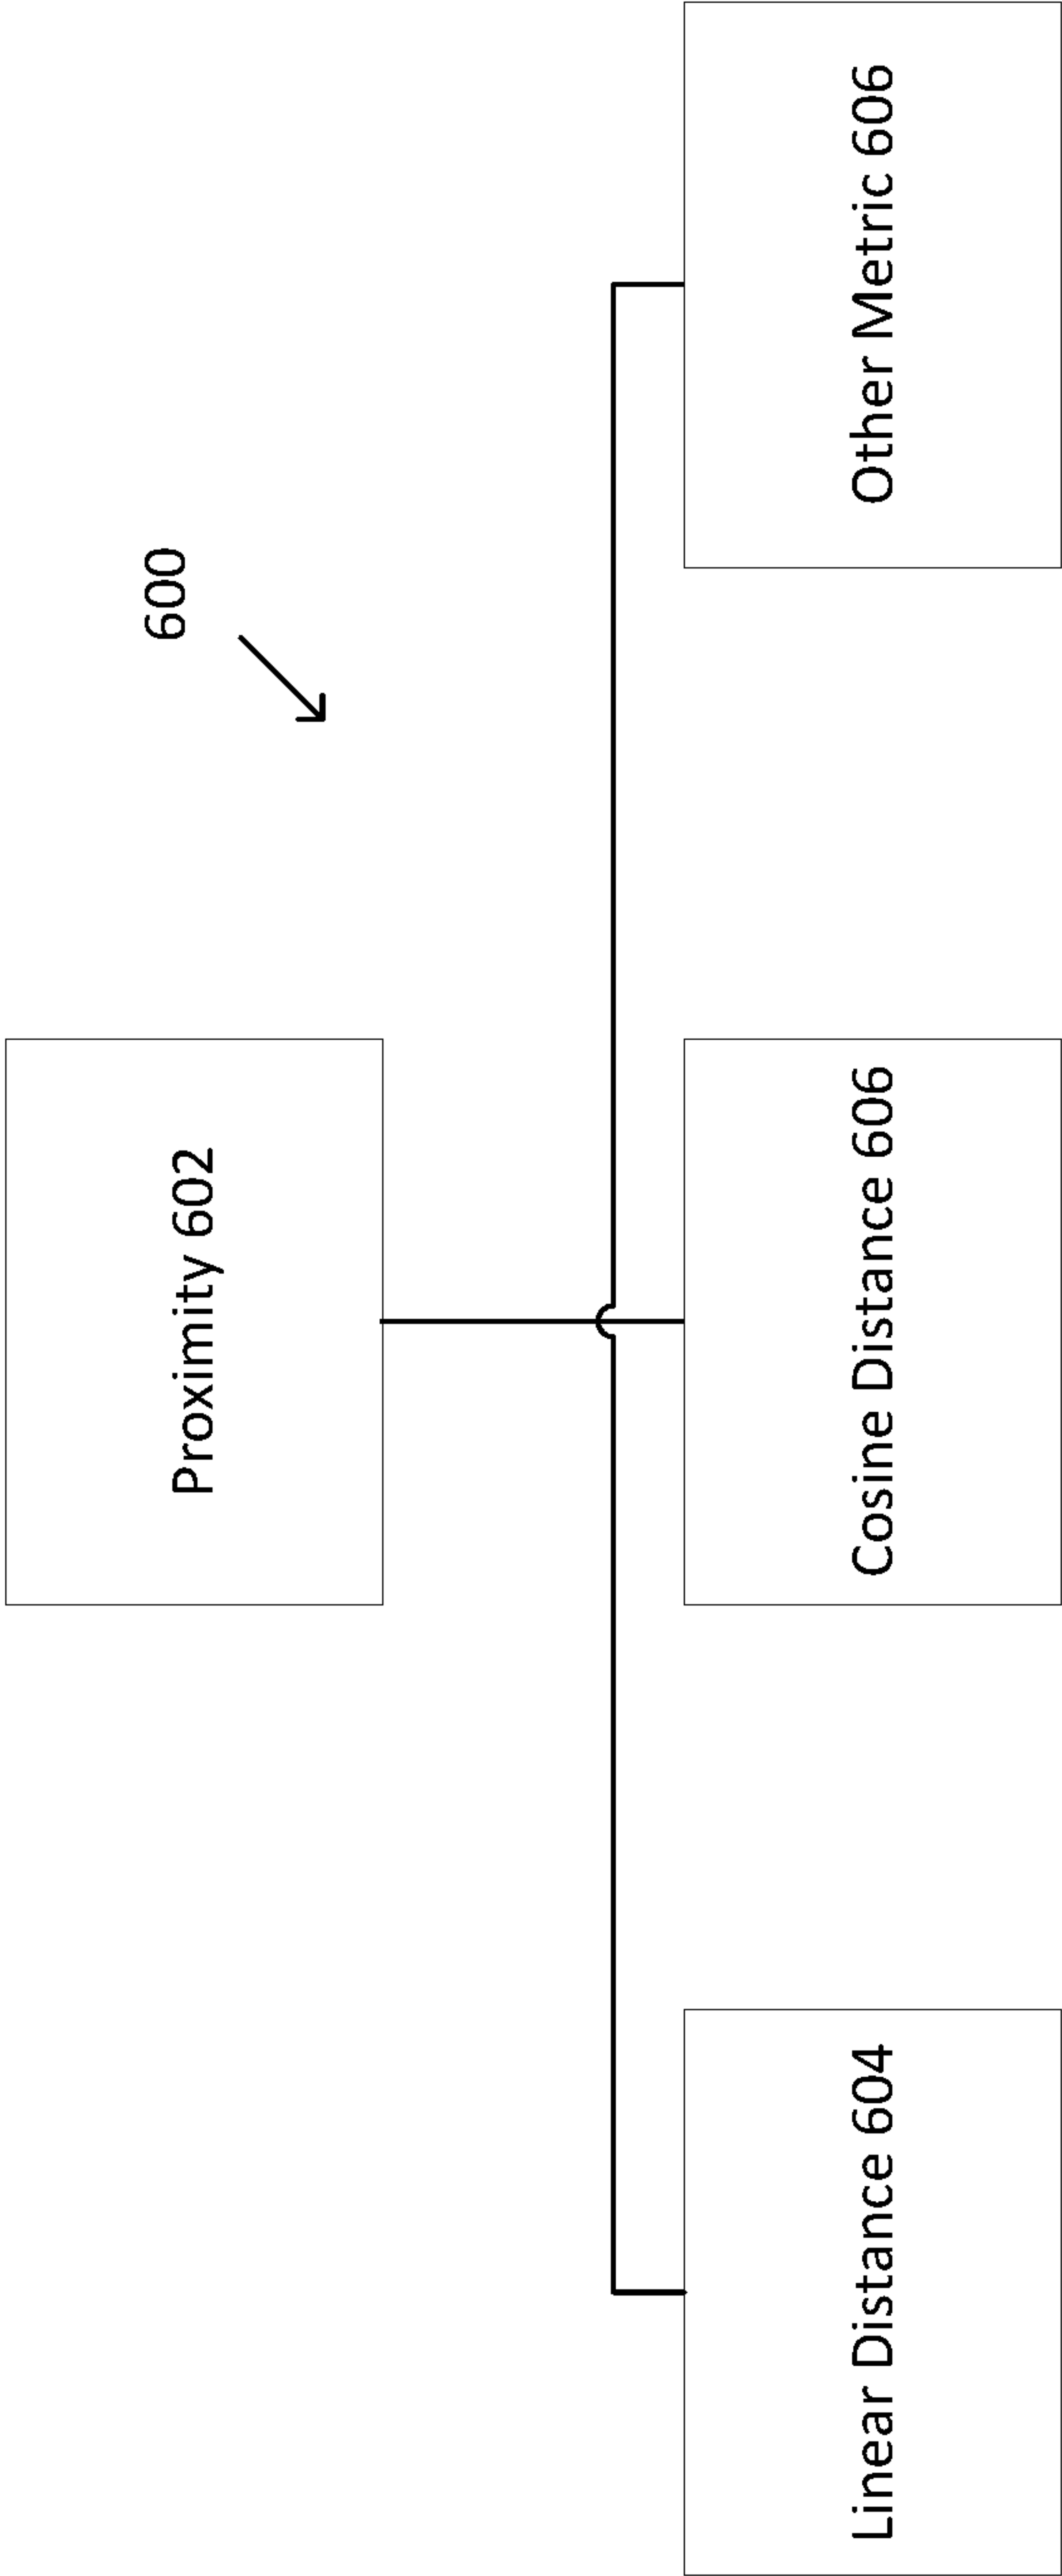 600
Proximity 602
Linear Distance 604
Cosine Distance 606
Other Metric 606